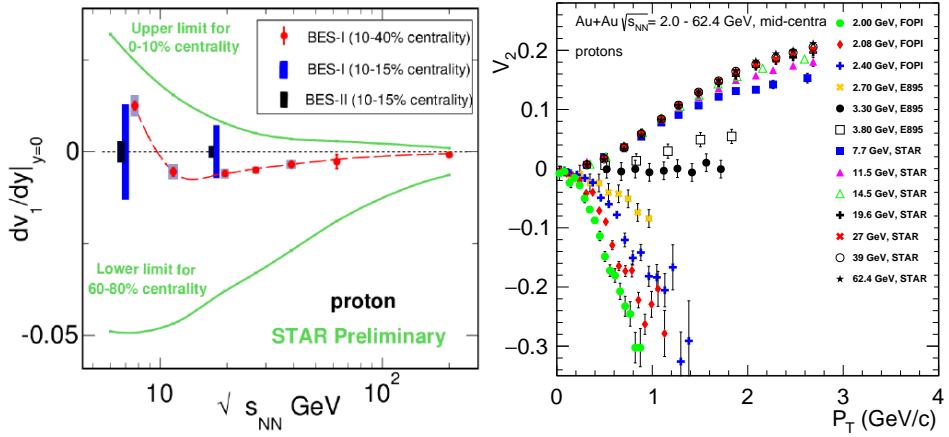 Upper limit for
0-10% centrality
BES-I (10-40% centrality)
BES-I (10-15% centrality)
BES-II (10-15% centrality)
0
-0.05
dv1/dy|y=0
Lower limit for
60-80% centrality
proton
STAR Preliminary
10
10²
√ sNN GeV
Au+Au √sNN = 2.0 - 62.4 GeV, mid-centra
protons
V2
0.2
0.1
0
−0.1
−0.2
−0.3
0
1
2
3
4
PT (GeV/c)
2.00 GeV, FOPI
2.08 GeV, FOPI
2.40 GeV, FOPI
2.70 GeV, E895
3.30 GeV, E895
3.80 GeV, E895
7.7 GeV, STAR
11.5 GeV, STAR
14.5 GeV, STAR
19.6 GeV, STAR
27 GeV, STAR
39 GeV, STAR
62.4 GeV, STAR